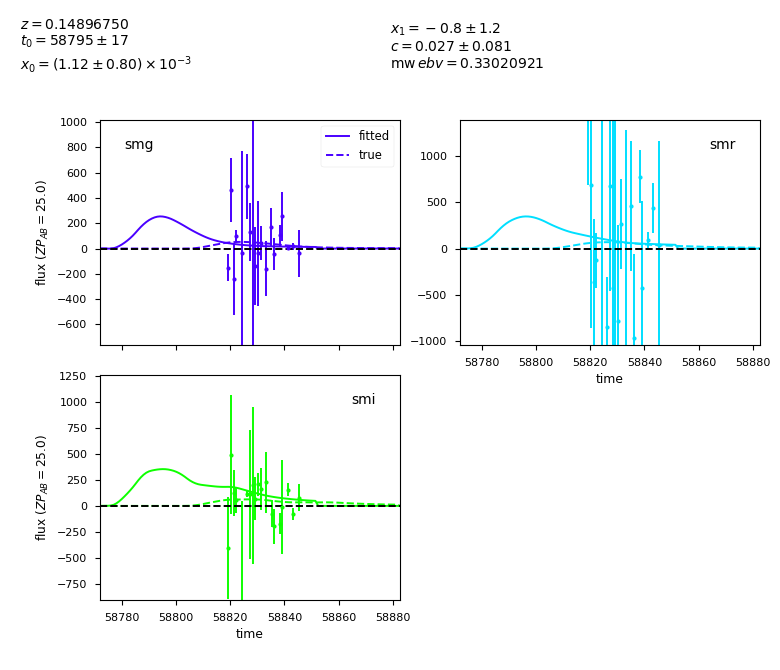 z = 0.14896750
t₀ = 58795 ± 17
x₀ = (1.12 ± 0.80) × 10⁻³
x₁ = −0.8 ± 1.2
c = 0.027 ± 0.081
mw ebv = 0.33020921
smg
fitted
true
1000
800
600
400
200
0
−200
−400
−600
flux (ZP_AB = 25.0)
smr
1000
500
0
−500
−1000
58780 58800 58820 58840 58860 58880
time
smi
1250
1000
750
500
250
0
−250
−500
−750
flux (ZP_AB = 25.0)
58780 58800 58820 58840 58860 58880
time